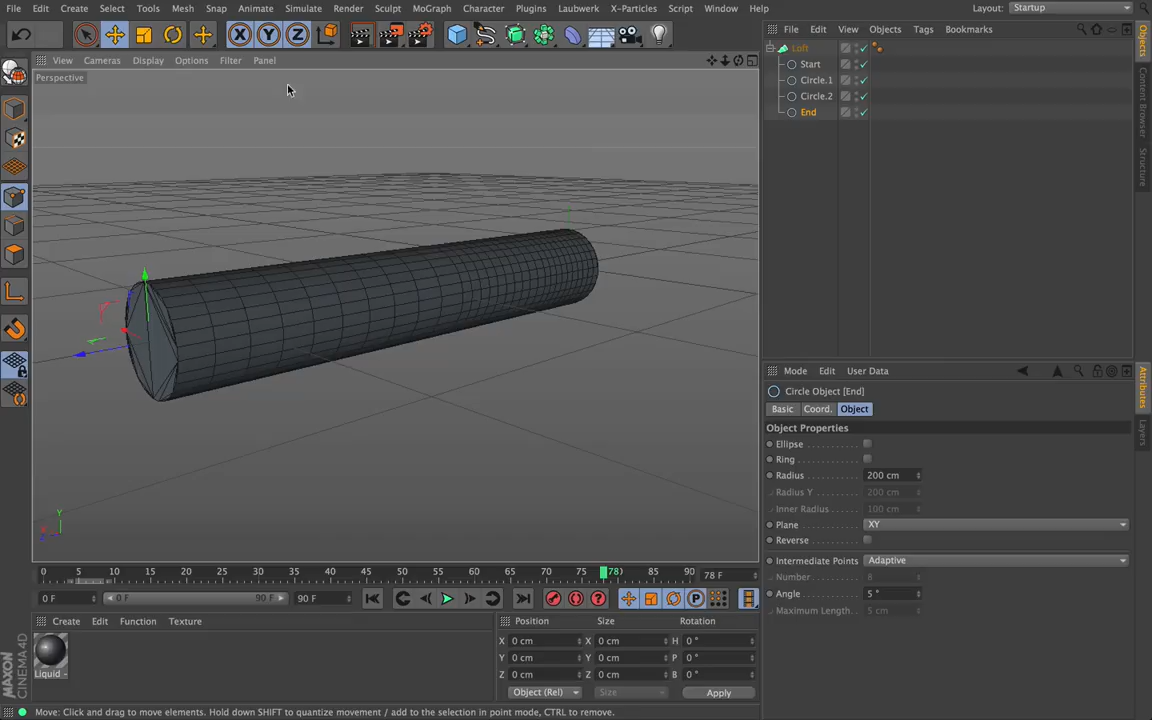 File Edit Create Select Tools Mesh Snap Animate Simulate Render Sculpt MoGraph Character Plugins Laubwerk X-Particles Script Window Help Layout: Startup
X Y Z
File Edit View Objects Tags Bookmarks
View Cameras Display Options Filter Panel
Perspective
Loft
Start
Circle.1
Circle.2
End
Objects
Content Browser
Structure
Mode Edit User Data
Circle Object [End]
Basic Coord. Object
Object Properties
Ellipse
Ring
Radius 200 cm
Radius Y 200 cm
Inner Radius 100 cm
Plane XY
Reverse
Intermediate Points Adaptive
Number 8
Angle 5 °
Maximum Length 5 cm
Attributes
Layers
Y
X
Z
0 5 10 15 20 25 30 35 40 45 50 55 60 65 70 75 78 85 90 78 F
0 F 0 F 90 F 90 F
Create Edit Function Texture
Liquid -
Position Size Rotation
X 0 cm X 0 cm H 0 °
Y 0 cm Y 0 cm P 0 °
Z 0 cm Z 0 cm B 0 °
Object (Rel) Size Apply
MAXON
CINEMA 4D
Move: Click and drag to move elements. Hold down SHIFT to quantize movement / add to the selection in point mode, CTRL to remove.